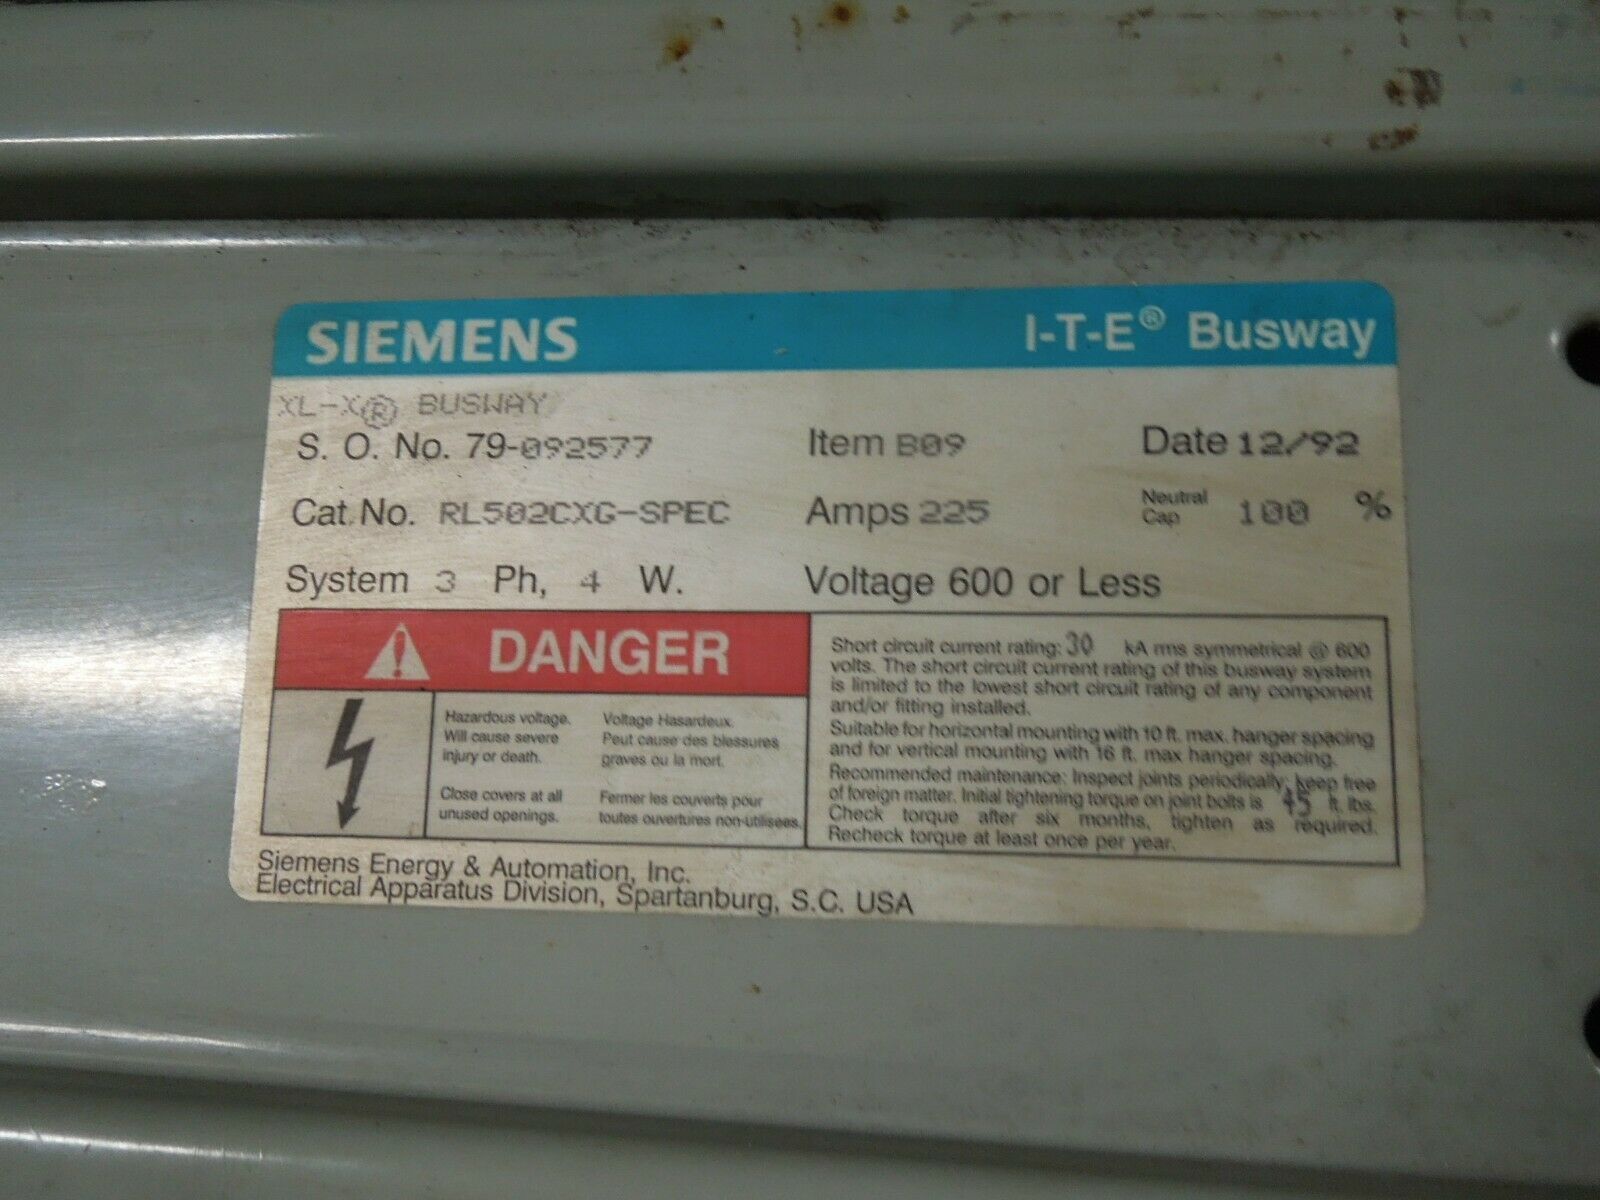 SIEMENS I-T-E® Busway
XL-X® BUSWAY
S. O. No. 79-092577 Item B09 Date 12/92
Cat. No. RL502CXG-SPEC Amps 225 Neutral Cap 100 %
System 3 Ph, 4 W. Voltage 600 or Less
DANGER
Hazardous voltage.
Will cause severe
injury or death.
Close covers at all
unused openings.
Voltage Hasardeux.
Peut cause des blessures
graves ou la mort.
Fermer les couverts pour
toutes ouvertures non-utilisees.
Short circuit current rating: 30 kA rms symmetrical @ 600
volts. The short circuit current rating of this busway system
is limited to the lowest short circuit rating of any component
and/or fitting installed.
Suitable for horizontal mounting with 10 ft. max. hanger spacing
and for vertical mounting with 16 ft. max hanger spacing.
Recommended maintenance: Inspect joints periodically; keep free
of foreign matter. Initial tightening torque on joint bolts is 45 ft. lbs.
Check torque after six months, tighten as required.
Recheck torque at least once per year.
Siemens Energy & Automation, Inc.
Electrical Apparatus Division, Spartanburg, S.C. USA